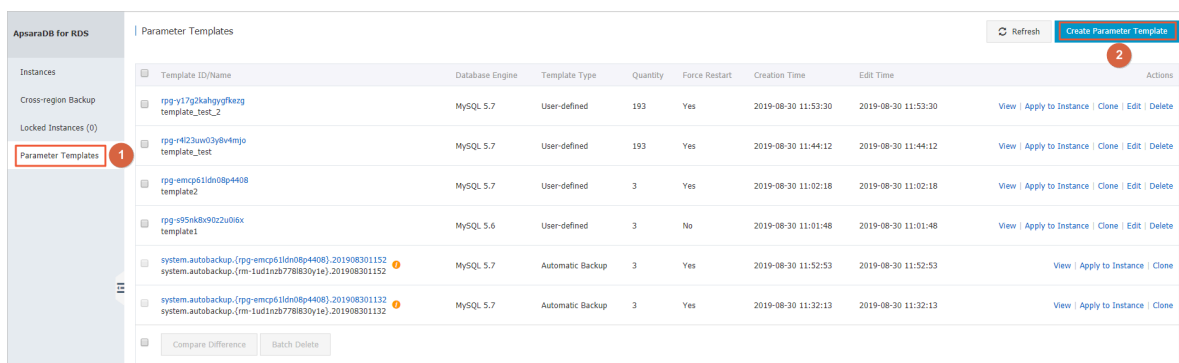 ApsaraDB for RDS
Parameter Templates
Refresh
Create Parameter Template
2
Instances
Cross-region Backup
Locked Instances (0)
Parameter Templates
1
Template ID/Name Database Engine Template Type Quantity Force Restart Creation Time Edit Time Actions
rpg-y17g2kahgygfkezg
template_test_2
MySQL 5.7 User-defined 193 Yes 2019-08-30 11:53:30 2019-08-30 11:53:30 View | Apply to Instance | Clone | Edit | Delete
rpg-r4l23uw03y8v4mjo
template_test
MySQL 5.7 User-defined 193 Yes 2019-08-30 11:44:12 2019-08-30 11:44:12 View | Apply to Instance | Clone | Edit | Delete
rpg-emcp61ldn08p4408
template2
MySQL 5.7 User-defined 3 Yes 2019-08-30 11:02:18 2019-08-30 11:02:18 View | Apply to Instance | Clone | Edit | Delete
rpg-s95nk8x90z2u0i6x
template1
MySQL 5.6 User-defined 3 No 2019-08-30 11:01:48 2019-08-30 11:01:48 View | Apply to Instance | Clone | Edit | Delete
system.autobackup.{rpg-emcp61ldn08p4408}.201908301152
system.autobackup.{rm-1ud1nzb778l830y1e}.201908301152
MySQL 5.7 Automatic Backup 3 Yes 2019-08-30 11:52:53 2019-08-30 11:52:53 View | Apply to Instance | Clone
system.autobackup.{rpg-emcp61ldn08p4408}.201908301132
system.autobackup.{rm-1ud1nzb778l830y1e}.201908301132
MySQL 5.7 Automatic Backup 3 Yes 2019-08-30 11:32:13 2019-08-30 11:32:13 View | Apply to Instance | Clone
Compare Difference
Batch Delete